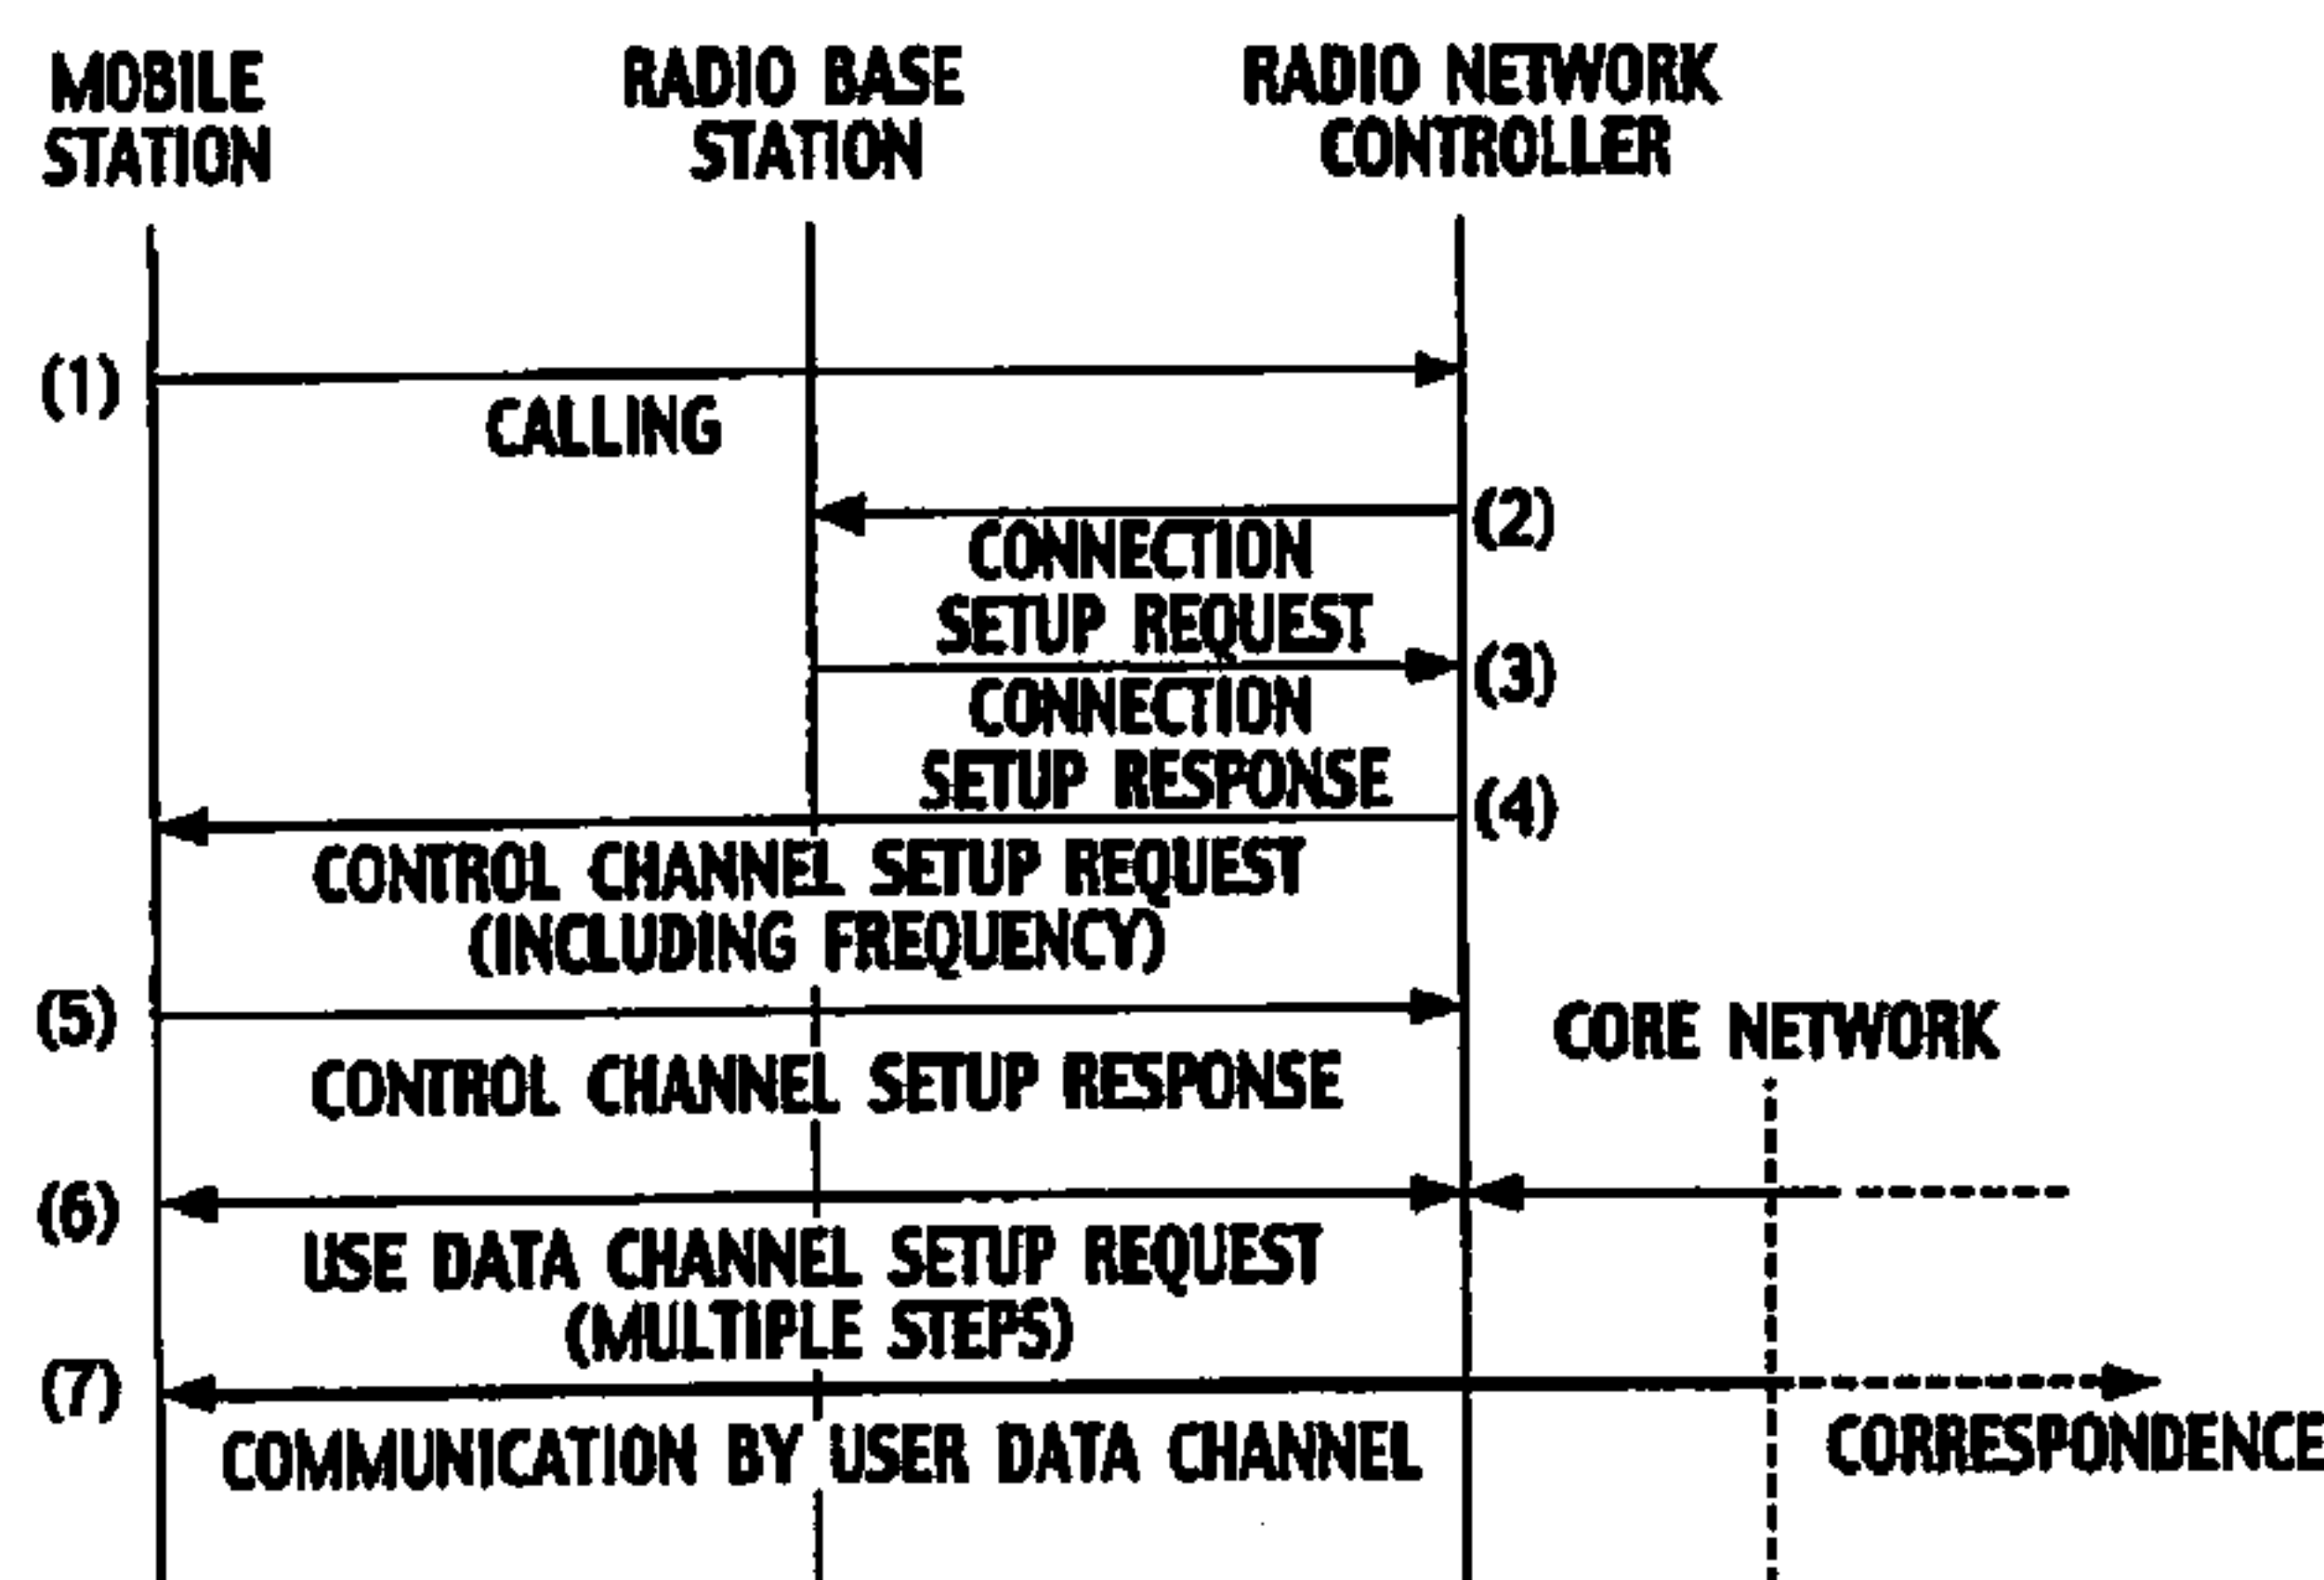 MOBILE
STATION
RADIO BASE
STATION
RADIO NETWORK
CONTROLLER
(1)
CALLING
(2)
CONNECTION
SETUP REQUEST
(3)
CONNECTION
SETUP RESPONSE
(4)
CONTROL CHANNEL SETUP REQUEST
(INCLUDING FREQUENCY)
(5)
CORE NETWORK
CONTROL CHANNEL SETUP RESPONSE
(6)
USE DATA CHANNEL SETUP REQUEST
(MULTIPLE STEPS)
(7)
COMMUNICATION BY USER DATA CHANNEL
CORRESPONDENCE